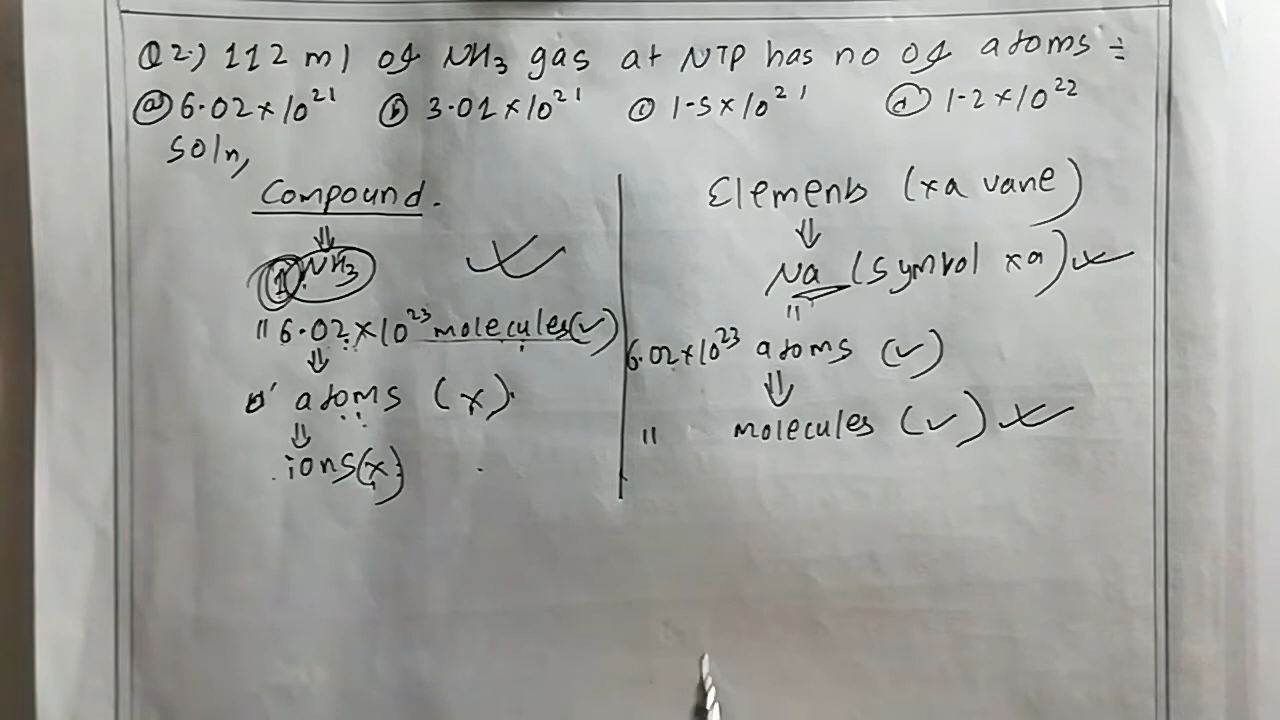 Q2.) 112 ml of NH3 gas at NTP has no of atoms ÷
(a) 6.02×10^21 (b) 3.01×10^21 (c) 1.5×10^21 (d) 1.2×10^22
Soln,
Compound.
⇓
1 NH3
" 6.02×10^23 molecules(✓)
⇓
atoms (×).
⇓
ions(×)
Elements (xa vane)
⇓
Na (symbol xa)
"
6.02×10^23 atoms (✓)
⇓
" molecules (✓)